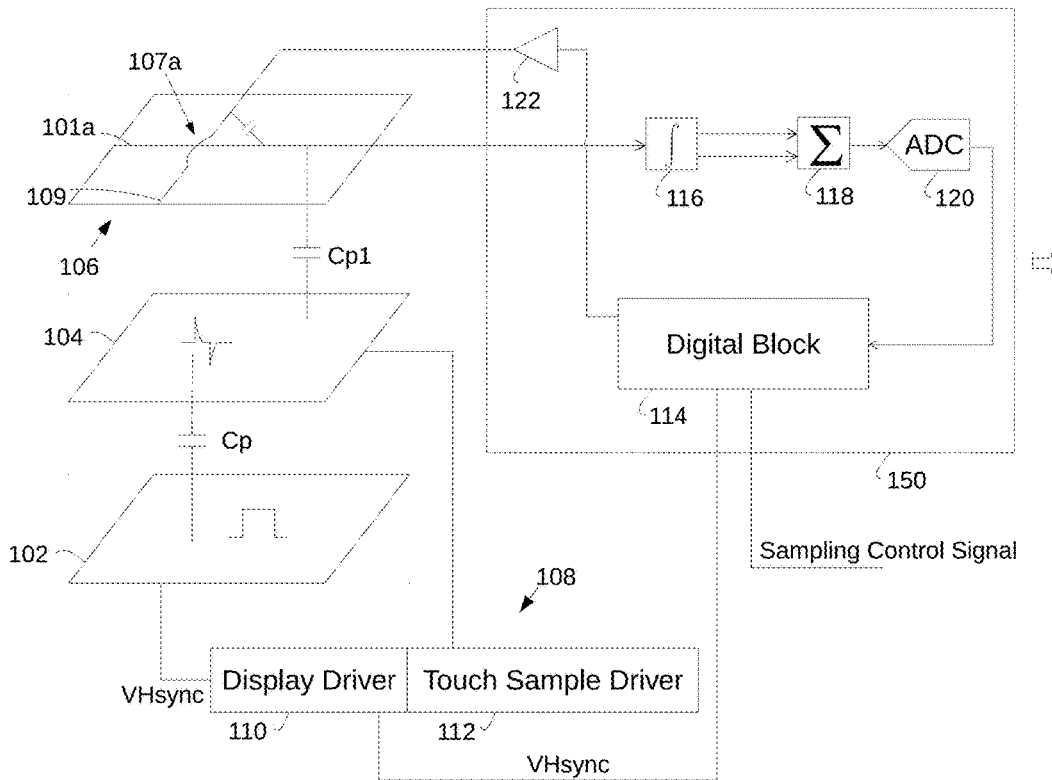 107a
101a
109
106
Cp1
104
Cp
102
122
∫
116
Σ
118
ADC
120
Digital Block
114
150
Sampling Control Signal
108
VHsync
Display Driver
Touch Sample Driver
110
112
VHsync